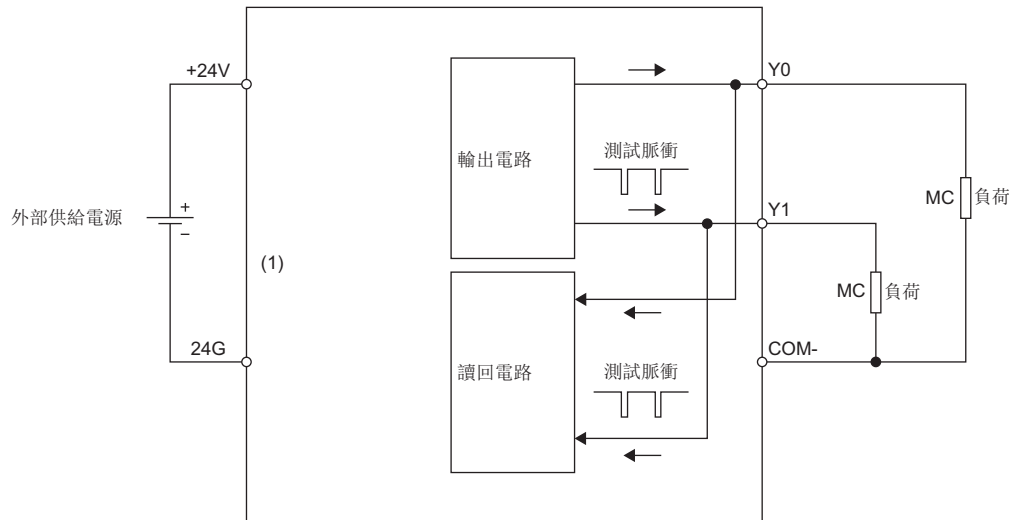 +24V
Y0
輸出電路
測試脈衝
外部供給電源
+
−
MC
負荷
Y1
(1)
MC
負荷
24G
COM-
讀回電路
測試脈衝